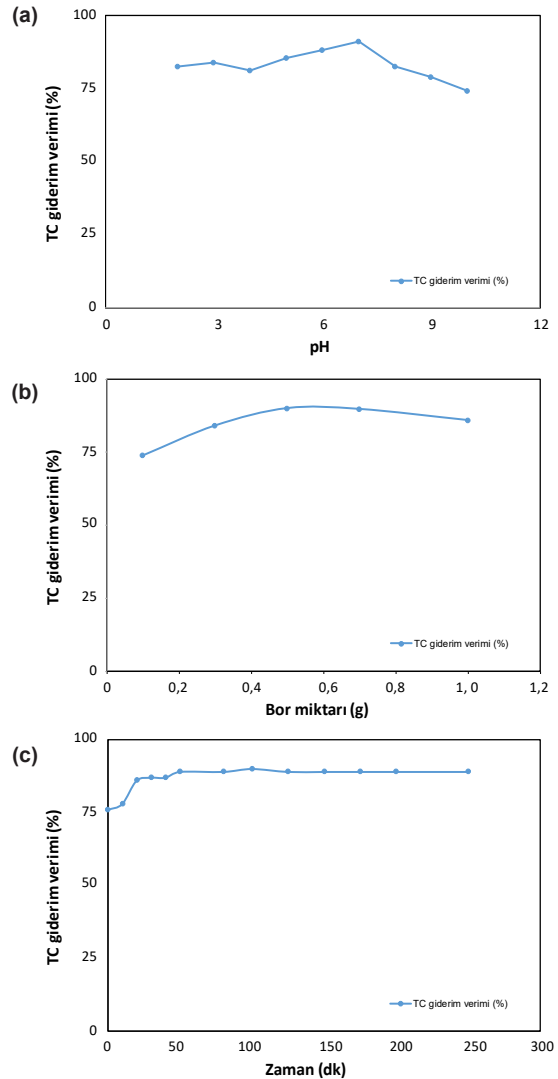 (a)
100
75
50
25
0
TC giderim verimi (%)
TC giderim verimi (%)
0 3 6 9 12
pH
(b)
100
75
50
25
0
TC giderim verimi (%)
TC giderim verimi (%)
0 0,2 0,4 0,6 0,8 1, 0 1,2
Bor miktarı (g)
(c)
100
75
50
25
0
TC giderim verimi (%)
TC giderim verimi (%)
0 50 100 150 200 250 300
Zaman (dk)